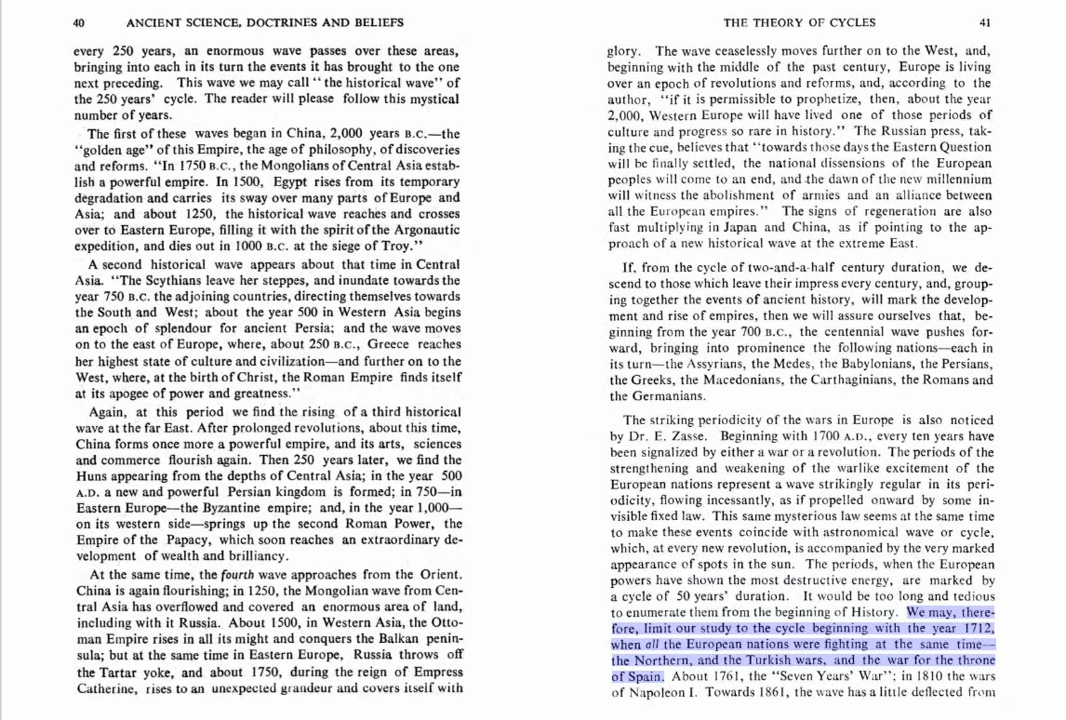 40 ANCIENT SCIENCE, DOCTRINES AND BELIEFS
every 250 years, an enormous wave passes over these areas,
bringing into each in its turn the events it has brought to the one
next preceding. This wave we may call “ the historical wave” of
the 250 years’ cycle. The reader will please follow this mystical
number of years.
The first of these waves began in China, 2,000 years B.C.—the
“golden age” of this Empire, the age of philosophy, of discoveries
and reforms. “In 1750 B.C., the Mongolians of Central Asia estab-
lish a powerful empire. In 1500, Egypt rises from its temporary
degradation and carries its sway over many parts of Europe and
Asia; and about 1250, the historical wave reaches and crosses
over to Eastern Europe, filling it with the spirit of the Argonautic
expedition, and dies out in 1000 B.C. at the siege of Troy.”
A second historical wave appears about that time in Central
Asia. “The Scythians leave her steppes, and inundate towards the
year 750 B.C. the adjoining countries, directing themselves towards
the South and West; about the year 500 in Western Asia begins
an epoch of splendour for ancient Persia; and the wave moves
on to the east of Europe, where, about 250 B.C., Greece reaches
her highest state of culture and civilization—and further on to the
West, where, at the birth of Christ, the Roman Empire finds itself
at its apogee of power and greatness.”
Again, at this period we find the rising of a third historical
wave at the far East. After prolonged revolutions, about this time,
China forms once more a powerful empire, and its arts, sciences
and commerce flourish again. Then 250 years later, we find the
Huns appearing from the depths of Central Asia; in the year 500
A.D. a new and powerful Persian kingdom is formed; in 750—in
Eastern Europe—the Byzantine empire; and, in the year 1,000—
on its western side—springs up the second Roman Power, the
Empire of the Papacy, which soon reaches an extraordinary de-
velopment of wealth and brilliancy.
At the same time, the fourth wave approaches from the Orient.
China is again flourishing; in 1250, the Mongolian wave from Cen-
tral Asia has overflowed and covered an enormous area of land,
including with it Russia. About 1500, in Western Asia, the Otto-
man Empire rises in all its might and conquers the Balkan penin-
sula; but at the same time in Eastern Europe, Russia throws off
the Tartar yoke, and about 1750, during the reign of Empress
Catherine, rises to an unexpected grandeur and covers itself with
THE THEORY OF CYCLES 41
glory. The wave ceaselessly moves further on to the West, and,
beginning with the middle of the past century, Europe is living
over an epoch of revolutions and reforms, and, according to the
author, “if it is permissible to prophetize, then, about the year
2,000, Western Europe will have lived one of those periods of
culture and progress so rare in history.” The Russian press, tak-
ing the cue, believes that “towards those days the Eastern Question
will be finally settled, the national dissensions of the European
peoples will come to an end, and the dawn of the new millennium
will witness the abolishment of armies and an alliance between
all the European empires.” The signs of regeneration are also
fast multiplying in Japan and China, as if pointing to the ap-
proach of a new historical wave at the extreme East.
If, from the cycle of two-and-a-half century duration, we de-
scend to those which leave their impress every century, and, group-
ing together the events of ancient history, will mark the develop-
ment and rise of empires, then we will assure ourselves that, be-
ginning from the year 700 B.C., the centennial wave pushes for-
ward, bringing into prominence the following nations—each in
its turn—the Assyrians, the Medes, the Babylonians, the Persians,
the Greeks, the Macedonians, the Carthaginians, the Romans and
the Germanians.
The striking periodicity of the wars in Europe is also noticed
by Dr. E. Zasse. Beginning with 1700 A.D., every ten years have
been signalized by either a war or a revolution. The periods of the
strengthening and weakening of the warlike excitement of the
European nations represent a wave strikingly regular in its peri-
odicity, flowing incessantly, as if propelled onward by some in-
visible fixed law. This same mysterious law seems at the same time
to make these events coincide with astronomical wave or cycle,
which, at every new revolution, is accompanied by the very marked
appearance of spots in the sun. The periods, when the European
powers have shown the most destructive energy, are marked by
a cycle of 50 years’ duration. It would be too long and tedious
to enumerate them from the beginning of History. We may, there-
fore, limit our study to the cycle beginning with the year 1712,
when all the European nations were fighting at the same time—
the Northern, and the Turkish wars, and the war for the throne
of Spain. About 1761, the “Seven Years’ War”; in 1810 the wars
of Napoleon I. Towards 1861, the wave has a little deflected from